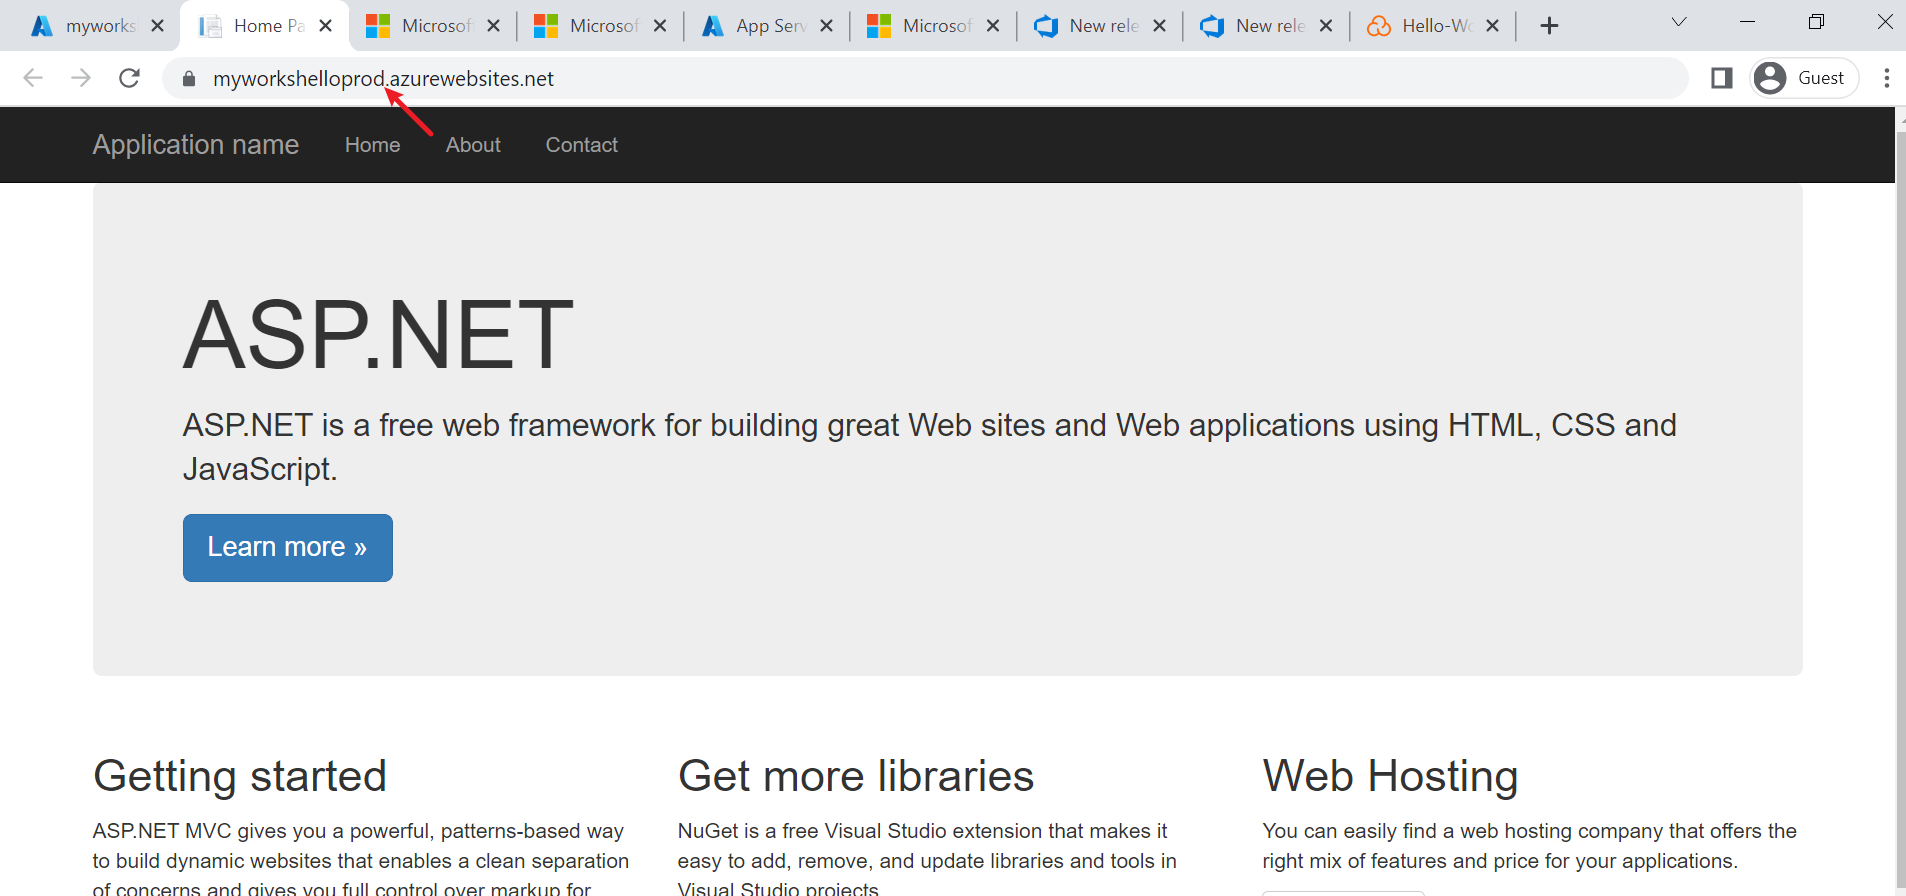 myworks
Home Pa
Microsof
Microsof
App Serv
Microsof
New rele
New rele
Hello-Wo
myworkshelloprod.azurewebsites.net
Guest
Application name
Home
About
Contact
ASP.NET
ASP.NET is a free web framework for building great Web sites and Web applications using HTML, CSS and
JavaScript.
Learn more »
Getting started
ASP.NET MVC gives you a powerful, patterns-based way
to build dynamic websites that enables a clean separation
of concerns and gives you full control over markup for
Get more libraries
NuGet is a free Visual Studio extension that makes it
easy to add, remove, and update libraries and tools in
Visual Studio projects.
Web Hosting
You can easily find a web hosting company that offers the
right mix of features and price for your applications.